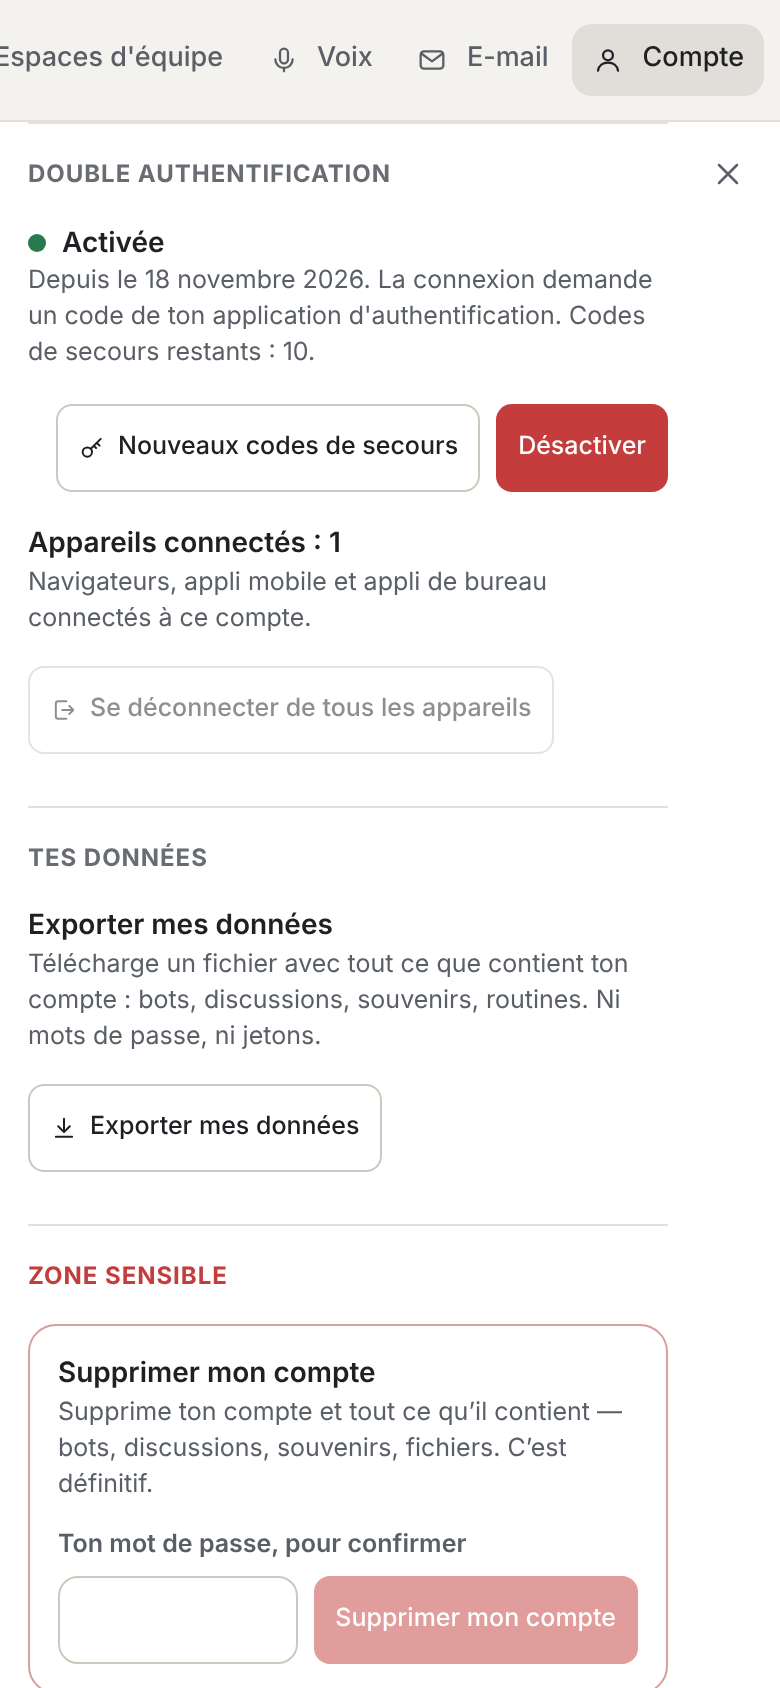 Espaces d'équipe
Voix
E-mail
Compte
DOUBLE AUTHENTIFICATION
Activée
Depuis le 18 novembre 2026. La connexion demande
un code de ton application d'authentification. Codes
de secours restants : 10.
Nouveaux codes de secours
Désactiver
Appareils connectés : 1
Navigateurs, appli mobile et appli de bureau
connectés à ce compte.
Se déconnecter de tous les appareils
TES DONNÉES
Exporter mes données
Télécharge un fichier avec tout ce que contient ton
compte : bots, discussions, souvenirs, routines. Ni
mots de passe, ni jetons.
Exporter mes données
ZONE SENSIBLE
Supprimer mon compte
Supprime ton compte et tout ce qu’il contient —
bots, discussions, souvenirs, fichiers. C’est
définitif.
Ton mot de passe, pour confirmer
Supprimer mon compte